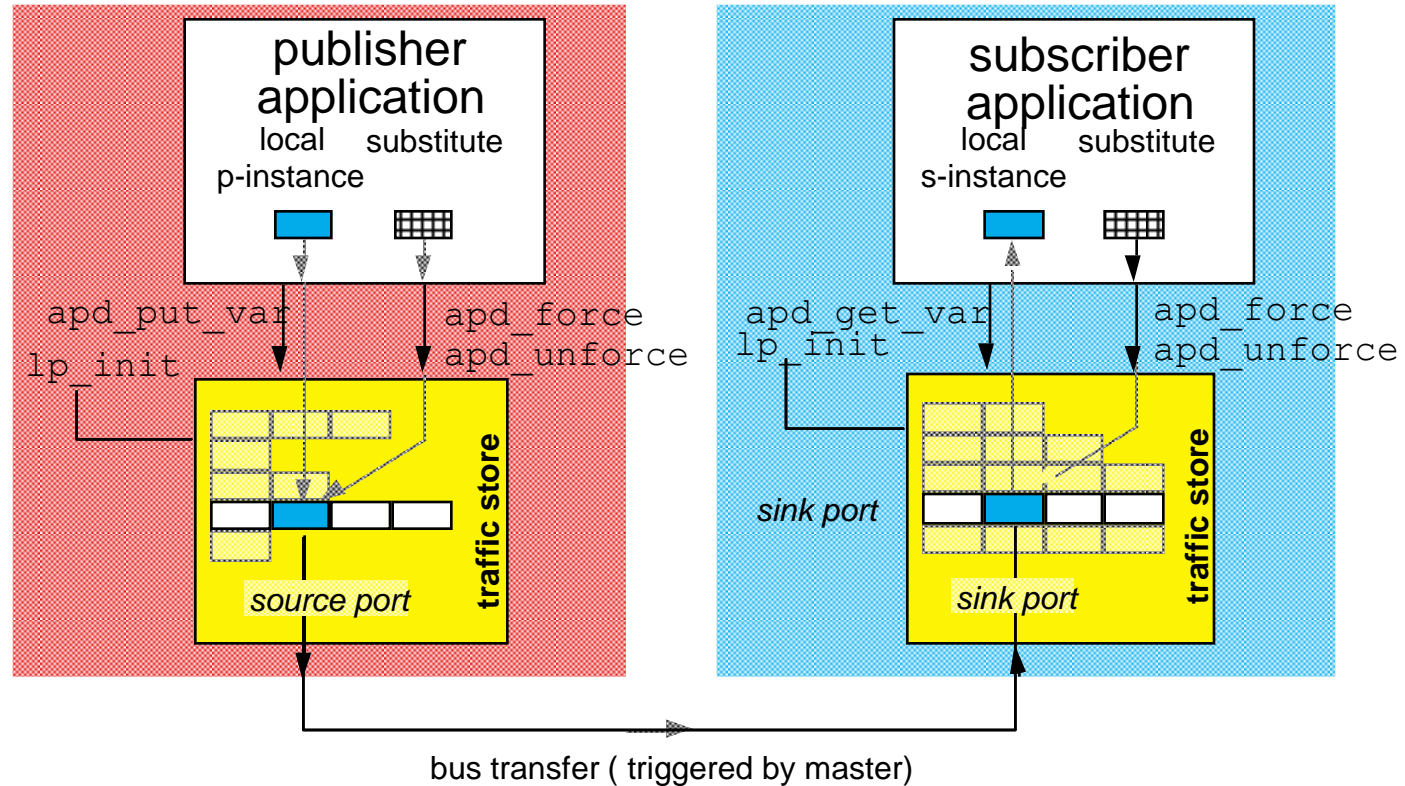 publisher
application
local substitute
p-instance
apd_put_var
lp_init
apd_force
apd_unforce
traffic store
source port
subscriber
application
local substitute
s-instance
apd_get_var
lp_init
apd_force
apd_unforce
sink port
traffic store
sink port
bus transfer ( triggered by master)